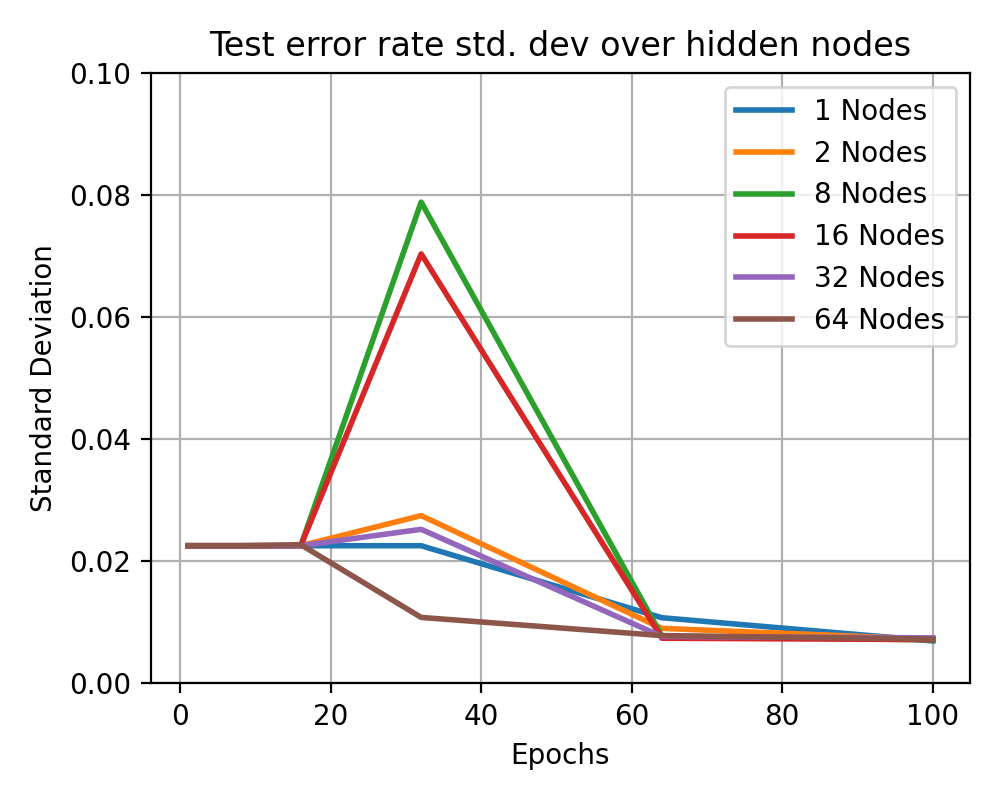 Test error rate std. dev over hidden nodes
0.10
0.08
0.06
0.04
0.02
0.00
Standard Deviation
1 Nodes
2 Nodes
8 Nodes
16 Nodes
32 Nodes
64 Nodes
0 20 40 60 80 100
Epochs